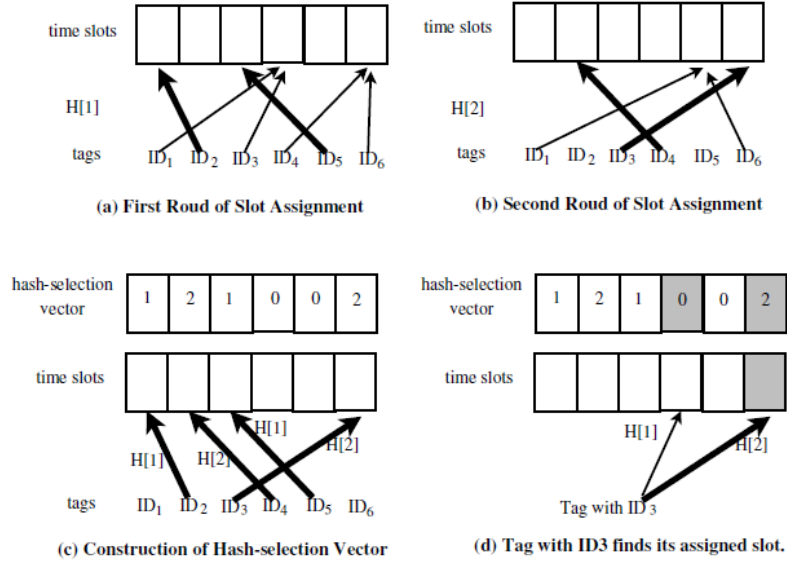 time slots
H[1]
tags ID1 ID2 ID3 ID4 ID5 ID6
(a) First Roud of Slot Assignment
time slots
H[2]
tags ID1 ID2 ID3 ID4 ID5 ID6
(b) Second Roud of Slot Assignment
hash-selection
vector
1 2 1 0 0 2
time slots
H[1]
H[1] H[2] H[2]
tags ID1 ID2 ID3 ID4 ID5 ID6
(c) Construction of Hash-selection Vector
hash-selection
vector
1 2 1 0 0 2
time slots
H[1] H[2]
Tag with ID 3
(d) Tag with ID3 finds its assigned slot.